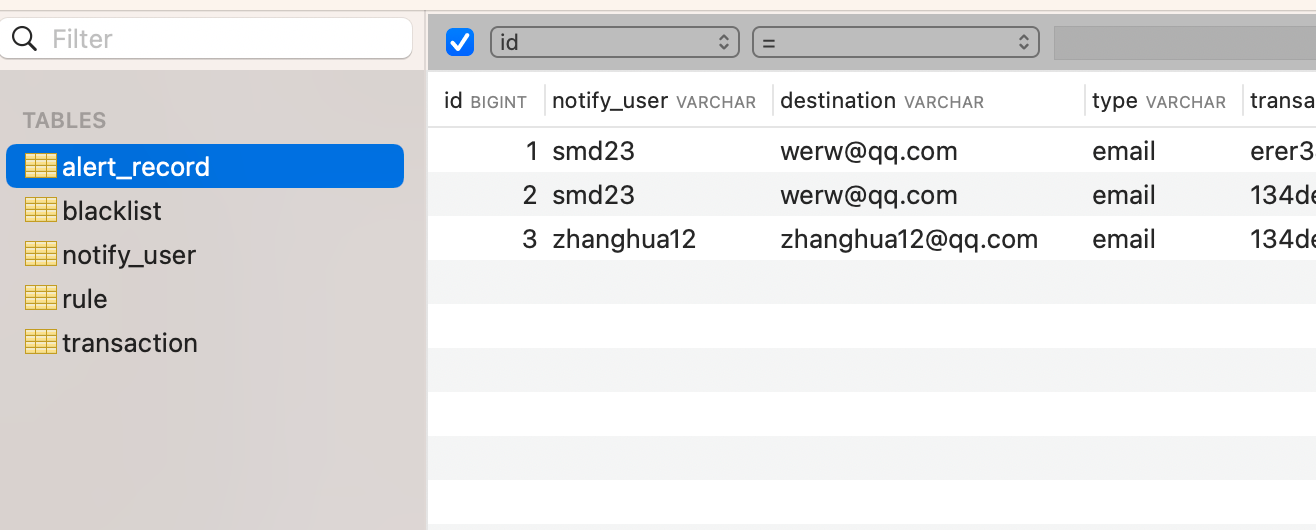 Filter
id
=
TABLES
alert_record
blacklist
notify_user
rule
transaction
id BIGINT notify_user VARCHAR destination VARCHAR type VARCHAR transa
1 smd23 werw@qq.com email erer3
2 smd23 werw@qq.com email 134de
3 zhanghua12 zhanghua12@qq.com email 134de